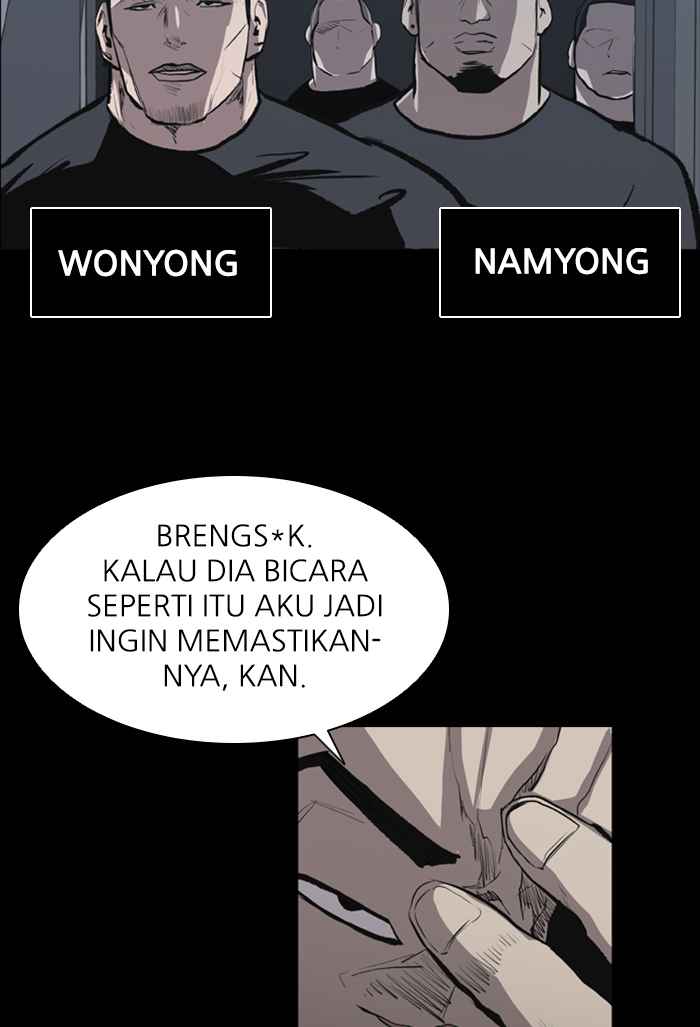 WONYONG
NAMYONG
BRENGS*K.
KALAU DIA BICARA
SEPERTI ITU AKU JADI
INGIN MEMASTIKAN-
NYA, KAN.